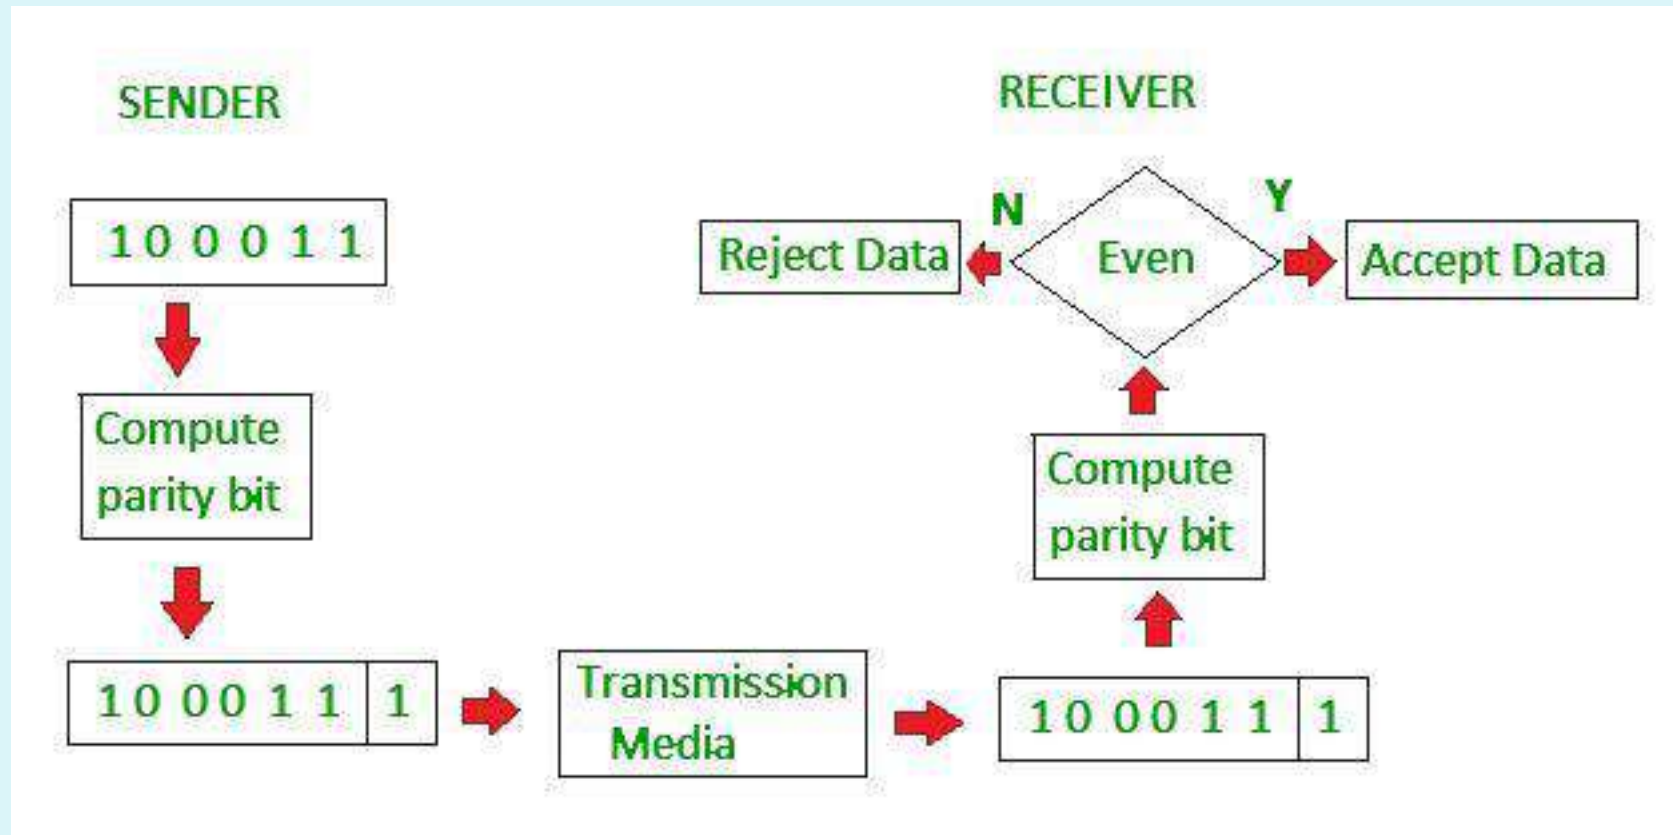 SENDER
1 0 0 0 1 1
Compute
parity bit
1 0 0 0 1 1 1
Transmission
Media
RECEIVER
N
Y
Reject Data
Even
Accept Data
Compute
parity bit
1 0 0 0 1 1 1